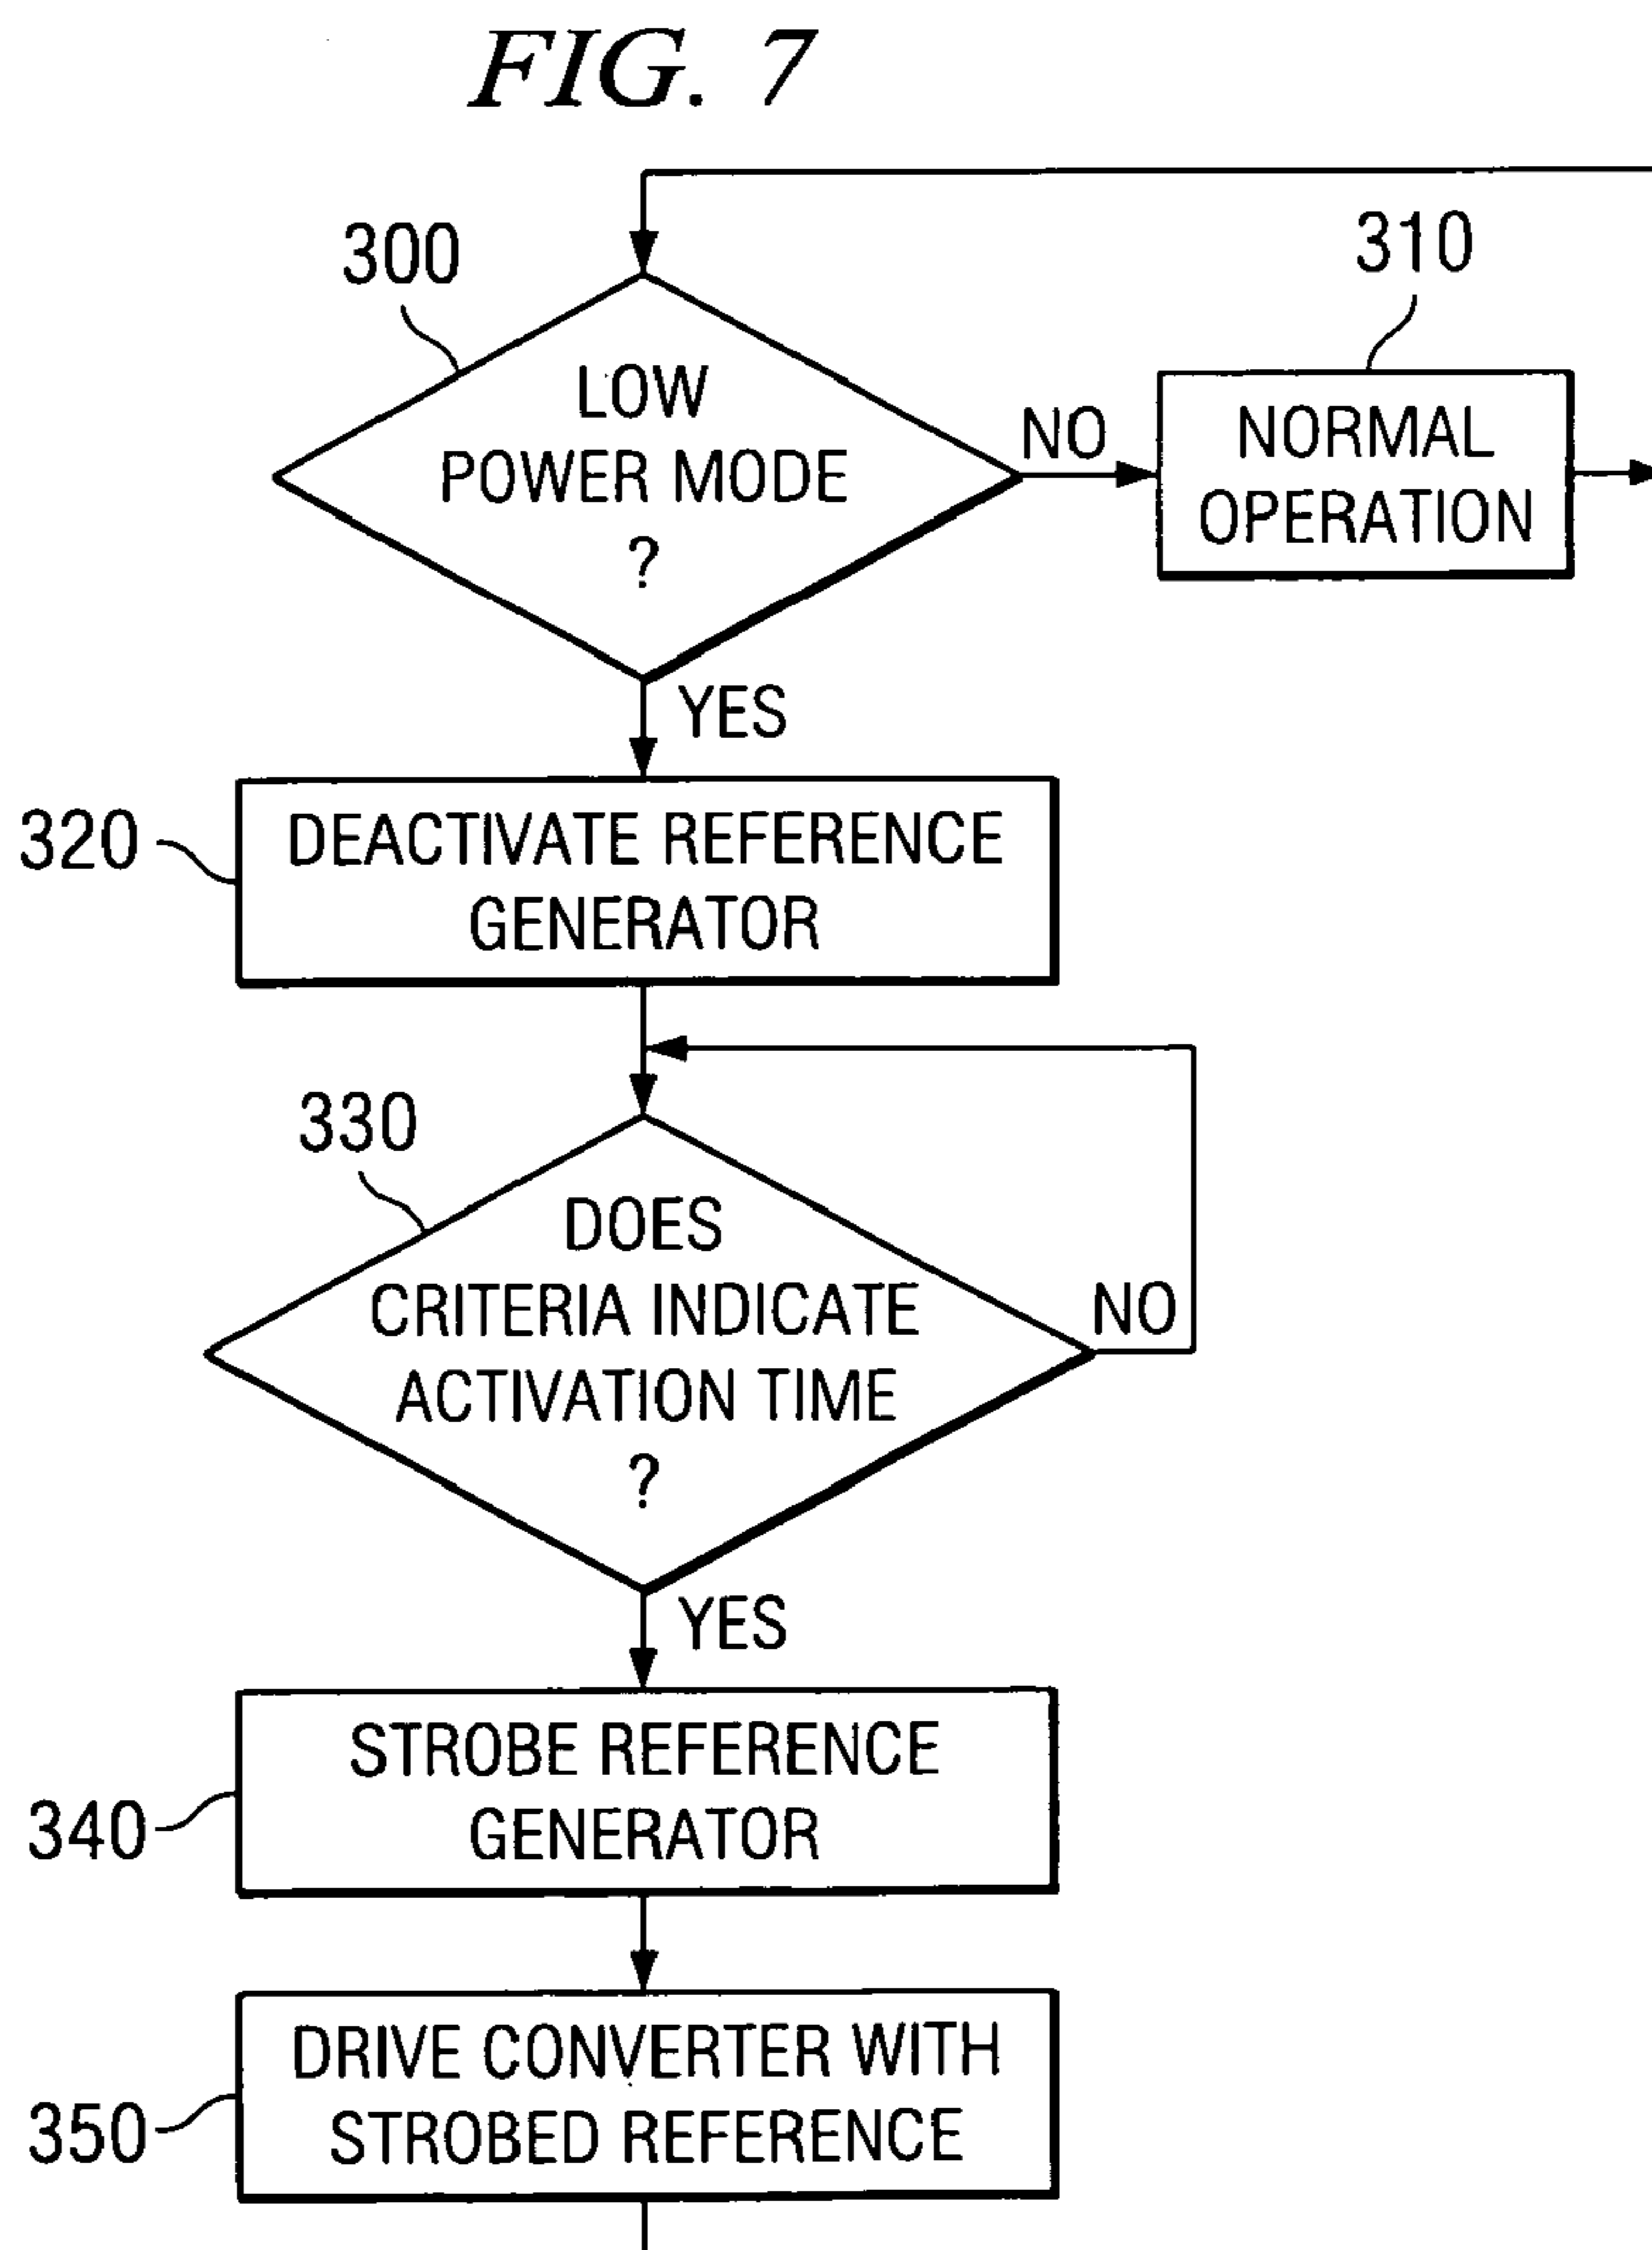 FIG. 7
300
310
LOW
POWER MODE
?
NO
NORMAL
OPERATION
YES
320
DEACTIVATE REFERENCE
GENERATOR
330
DOES
CRITERIA INDICATE
ACTIVATION TIME
?
NO
YES
340
STROBE REFERENCE
GENERATOR
350
DRIVE CONVERTER WITH
STROBED REFERENCE